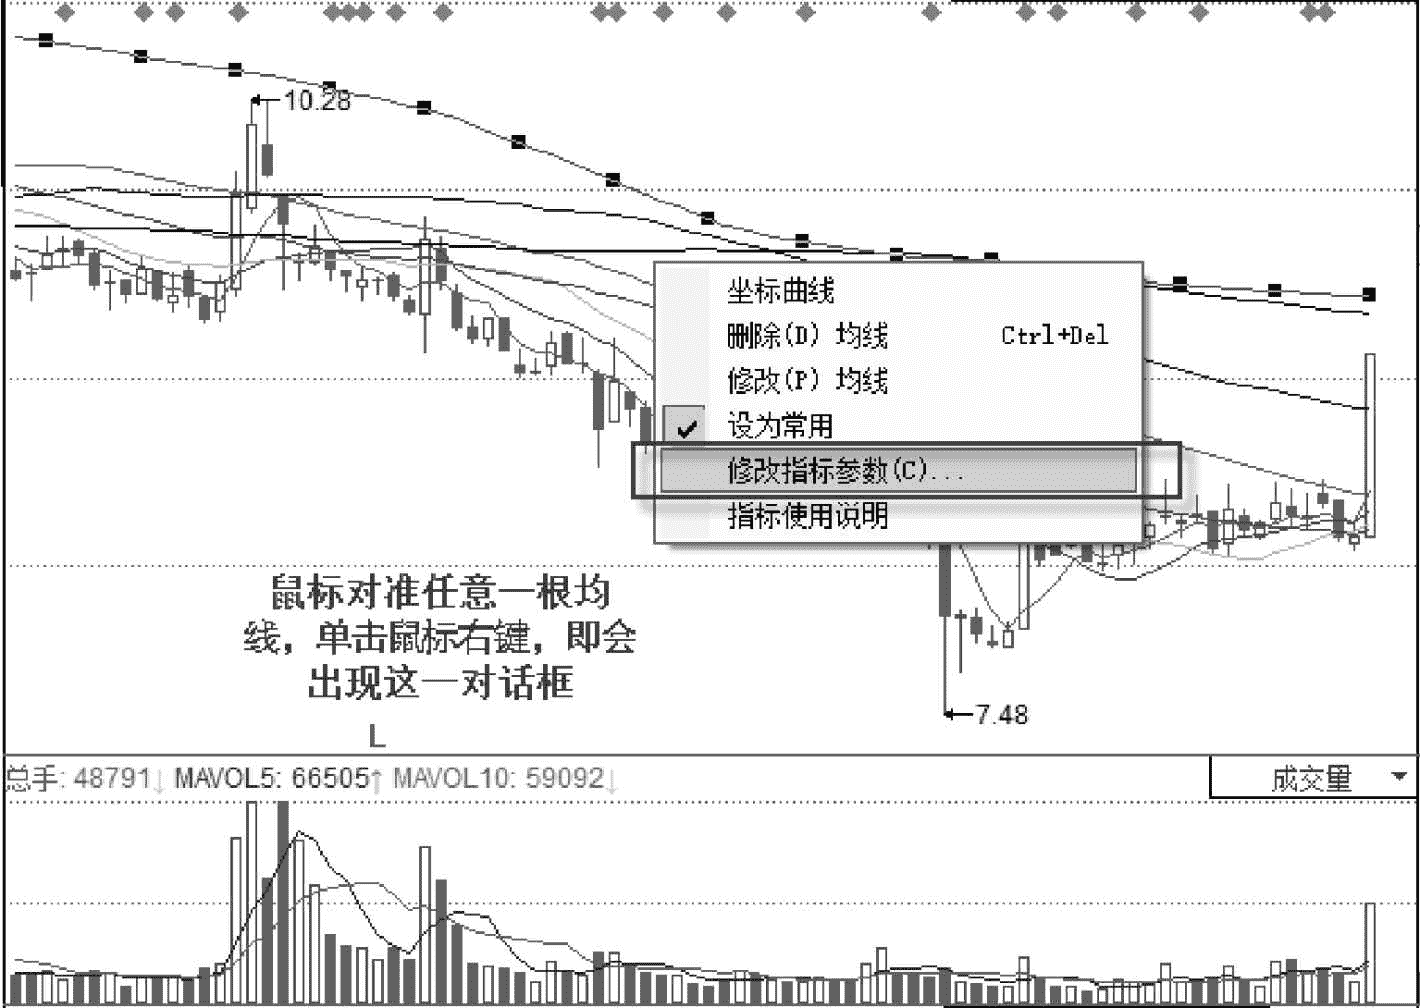 10.28
坐标曲线
删除(D) 均线 Ctrl+Del
修改(P) 均线
设为常用
修改指标参数(C)...
指标使用说明
鼠标对准任意一根均
线，单击鼠标右键，即会
出现这一对话框
L
7.48
总手: 48791↓ MAVOL5: 66505↑ MAVOL10: 59092↓
成交量